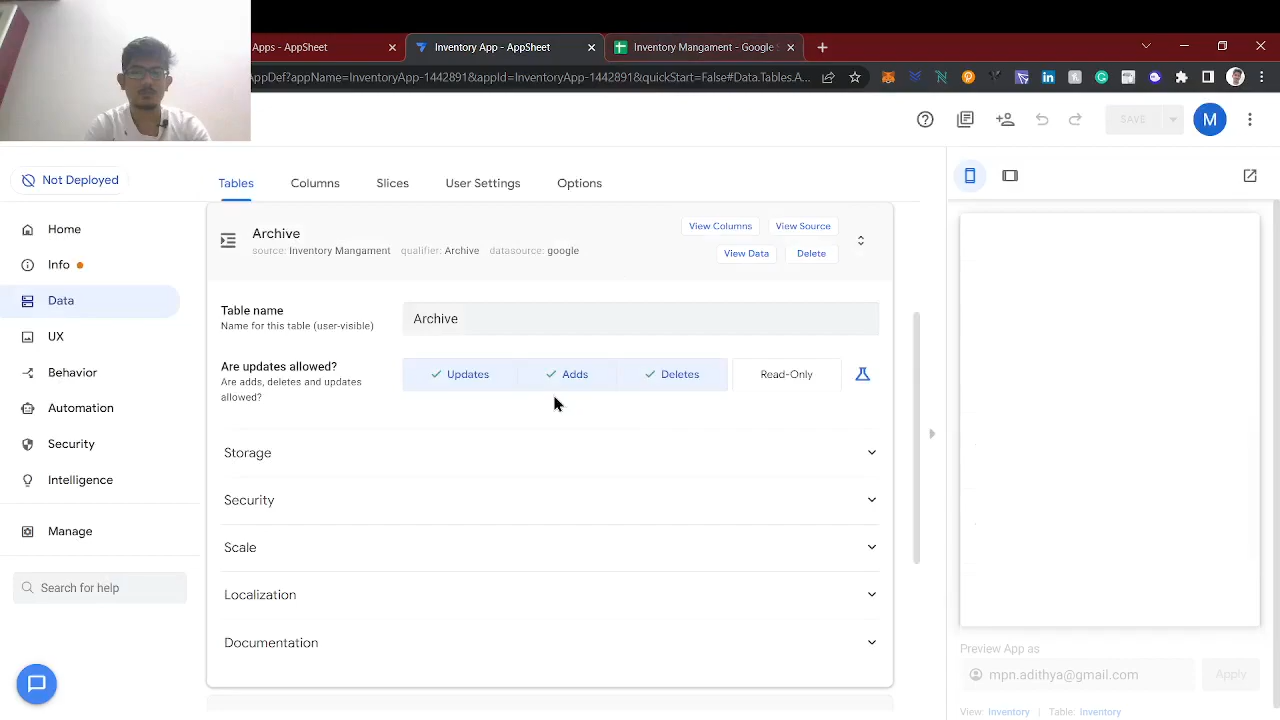 Apps - AppSheet
Inventory App - AppSheet
Inventory Mangament - Google
AppDef?appName=InventoryApp-1442891&appId=InventoryApp-1442891&quickStart=False#Data.Tables.A...
SAVE
M
Not Deployed
Tables
Columns
Slices
User Settings
Options
Home
Info
Data
UX
Behavior
Automation
Security
Intelligence
Manage
Search for help
Archive
source: Inventory Mangament qualifier: Archive datasource: google
View Columns
View Source
View Data
Delete
Table name
Name for this table (user-visible)
Archive
Are updates allowed?
Are adds, deletes and updates
allowed?
Updates
Adds
Deletes
Read-Only
Storage
Security
Scale
Localization
Documentation
Preview App as
mpn.adithya@gmail.com
Apply
View: Inventory | Table: Inventory